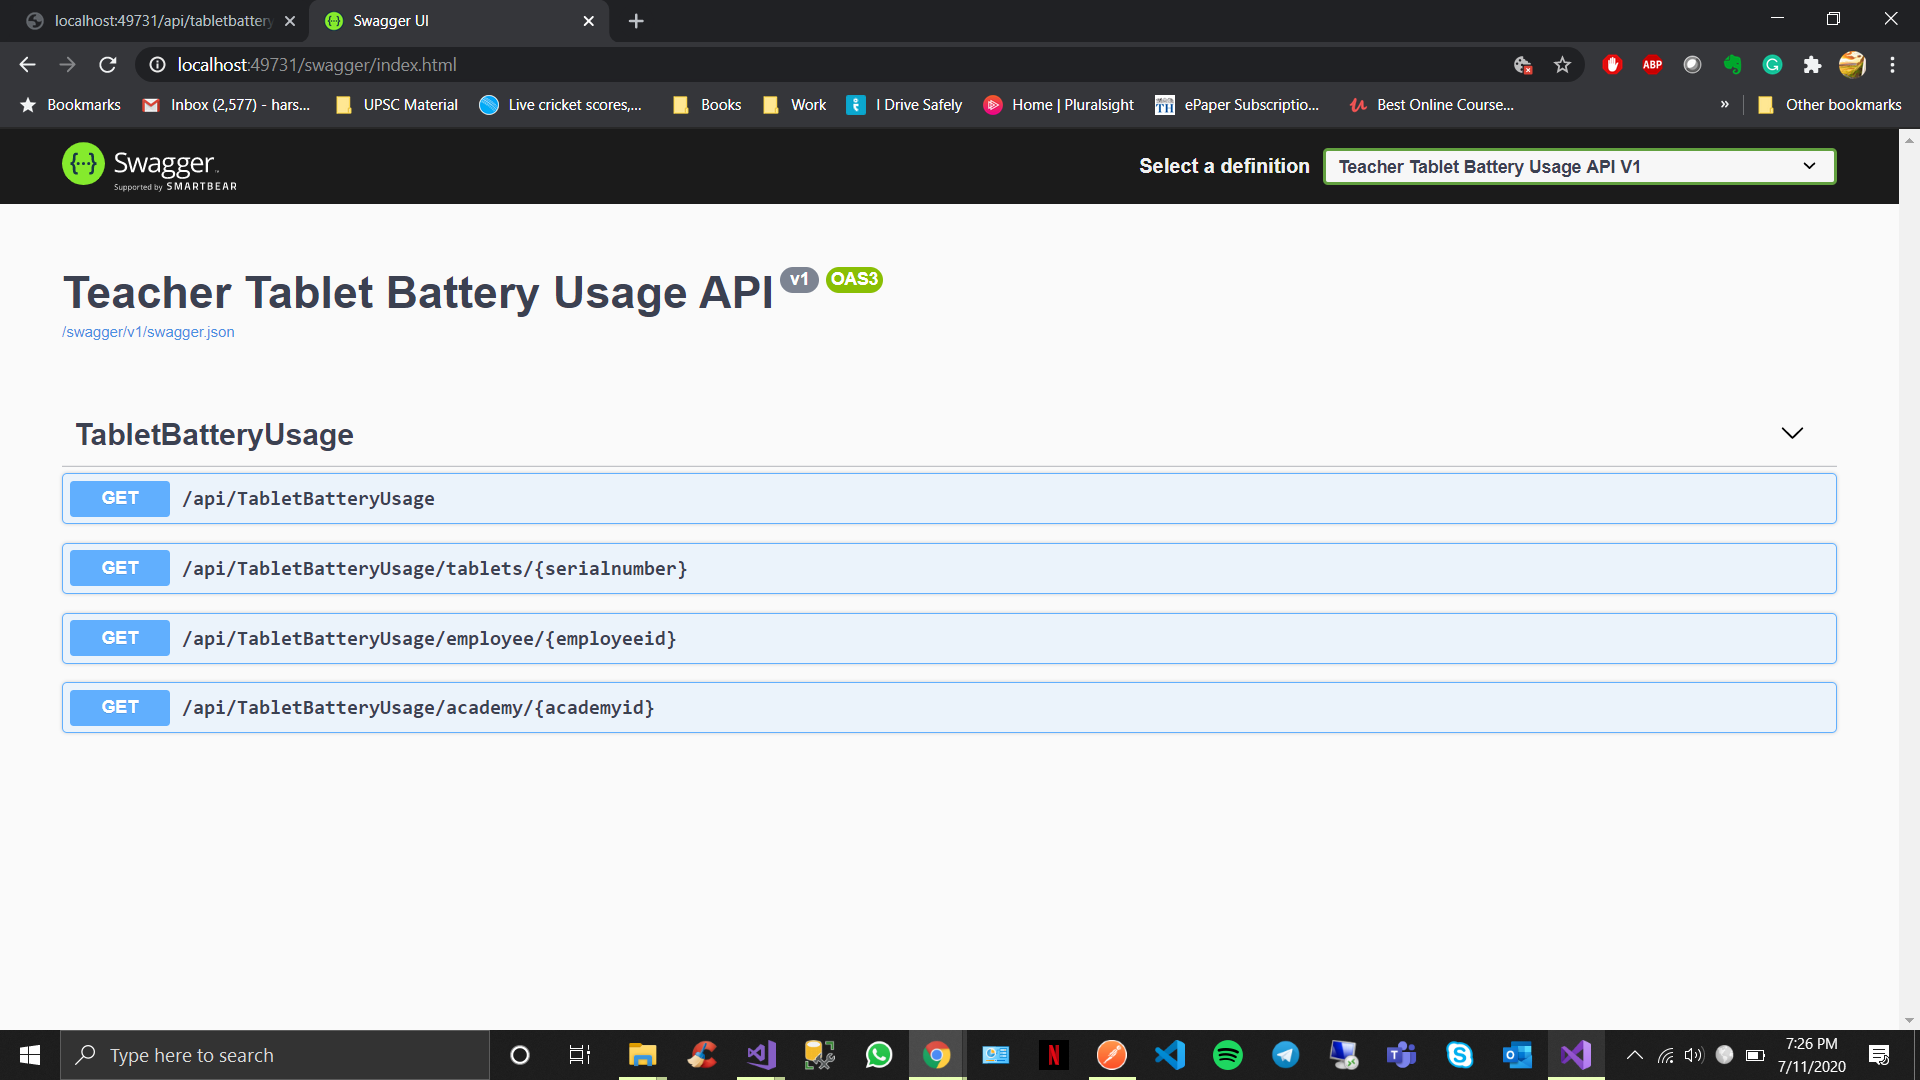 localhost:49731/api/tabletbattery
Swagger UI
localhost:49731/swagger/index.html
ABP
Bookmarks
Inbox (2,577) - hars...
UPSC Material
Live cricket scores,...
Books
Work
I Drive Safely
Home | Pluralsight
TH
ePaper Subscriptio...
Best Online Course...
»
Other bookmarks
{···} Swagger
Supported by SMARTBEAR
Select a definition
Teacher Tablet Battery Usage API V1
Teacher Tablet Battery Usage API v1 OAS3
/swagger/v1/swagger.json
TabletBatteryUsage
GET /api/TabletBatteryUsage
GET /api/TabletBatteryUsage/tablets/{serialnumber}
GET /api/TabletBatteryUsage/employee/{employeeid}
GET /api/TabletBatteryUsage/academy/{academyid}
Type here to search
7:26 PM
7/11/2020